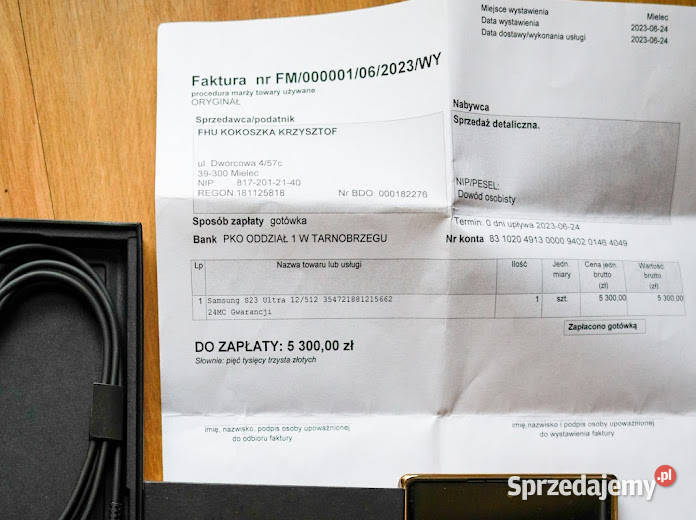 Miejsce wystawienia Mielec
Data wystawienia 2023-06-24
Data dostawy/wykonania usługi 2023-06-24
Faktura nr FM/000001/06/2023/WY
procedura marży towary używane
ORYGINAŁ
Sprzedawca/podatnik
FHU KOKOSZKA KRZYSZTOF
ul. Dworcowa 4/57c
39-300 Mielec
NIP: 817-201-21-40
REGON:181125818 Nr BDO: 000182276
Nabywca
Sprzedaż detaliczna.
NIP/PESEL:
Dowód osobisty
Sposób zapłaty gotówka
Termin: 0 dni upływa 2023-06-24
Bank PKO ODDZIAŁ 1 W TARNOBRZEGU Nr konta 83 1020 4913 0000 9402 0146 4049
Lp Nazwa towaru lub usługi Ilość Jedn. miary Cena jedn. brutto (zł) Wartość brutto (zł)
1 Samsung S23 Ultra 12/512 354721881215662 1 szt. 5 300,00 5 300,00
24MC Gwarancji
Zapłacono gotówką
DO ZAPŁATY: 5 300,00 zł
Słownie: pięć tysięcy trzysta złotych
imię, nazwisko, podpis osoby upoważnionej
do odbioru faktury
imię,nazwisko i podpis osoby upoważnionej
do wystawienia faktury
Sprzedajemy.pl